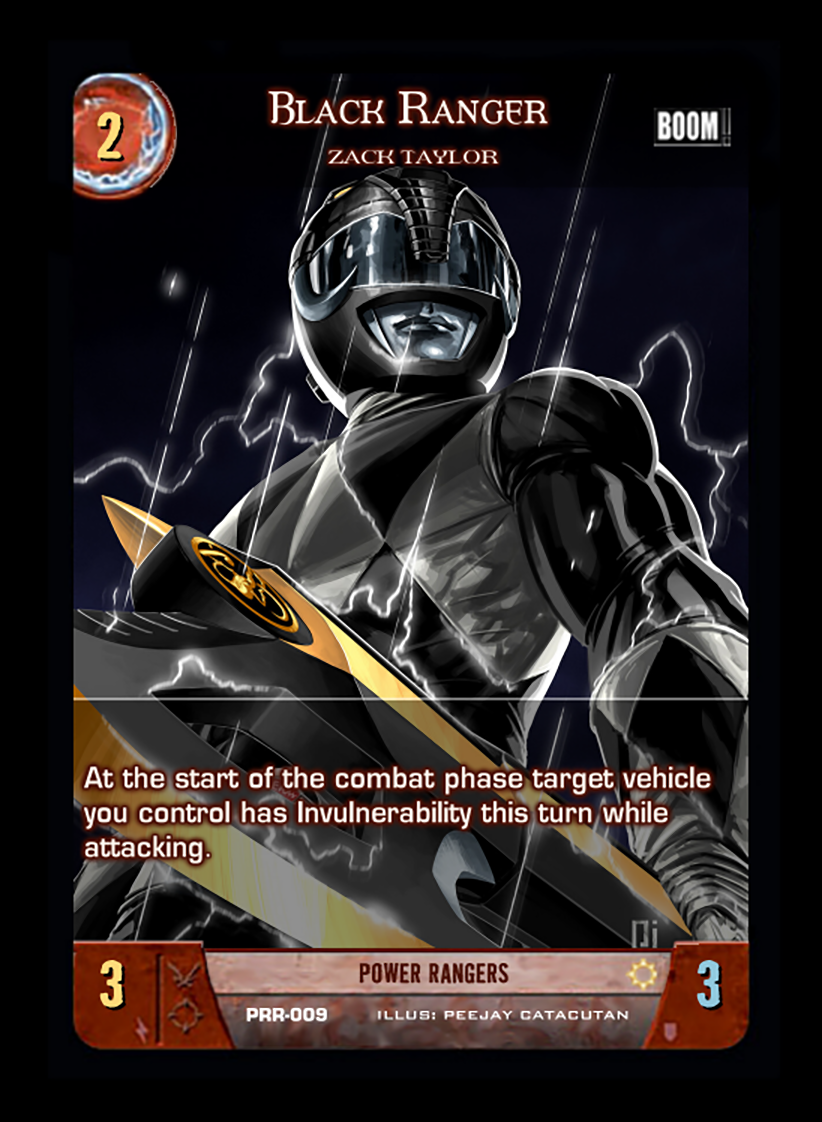 2
BLACK RANGER
BOOM!
ZACK TAYLOR
At the start of the combat phase target vehicle
you control has Invulnerability this turn while
attacking.
3
POWER RANGERS
3
PRR-009
ILLUS: PEEJAY CATACUTAN